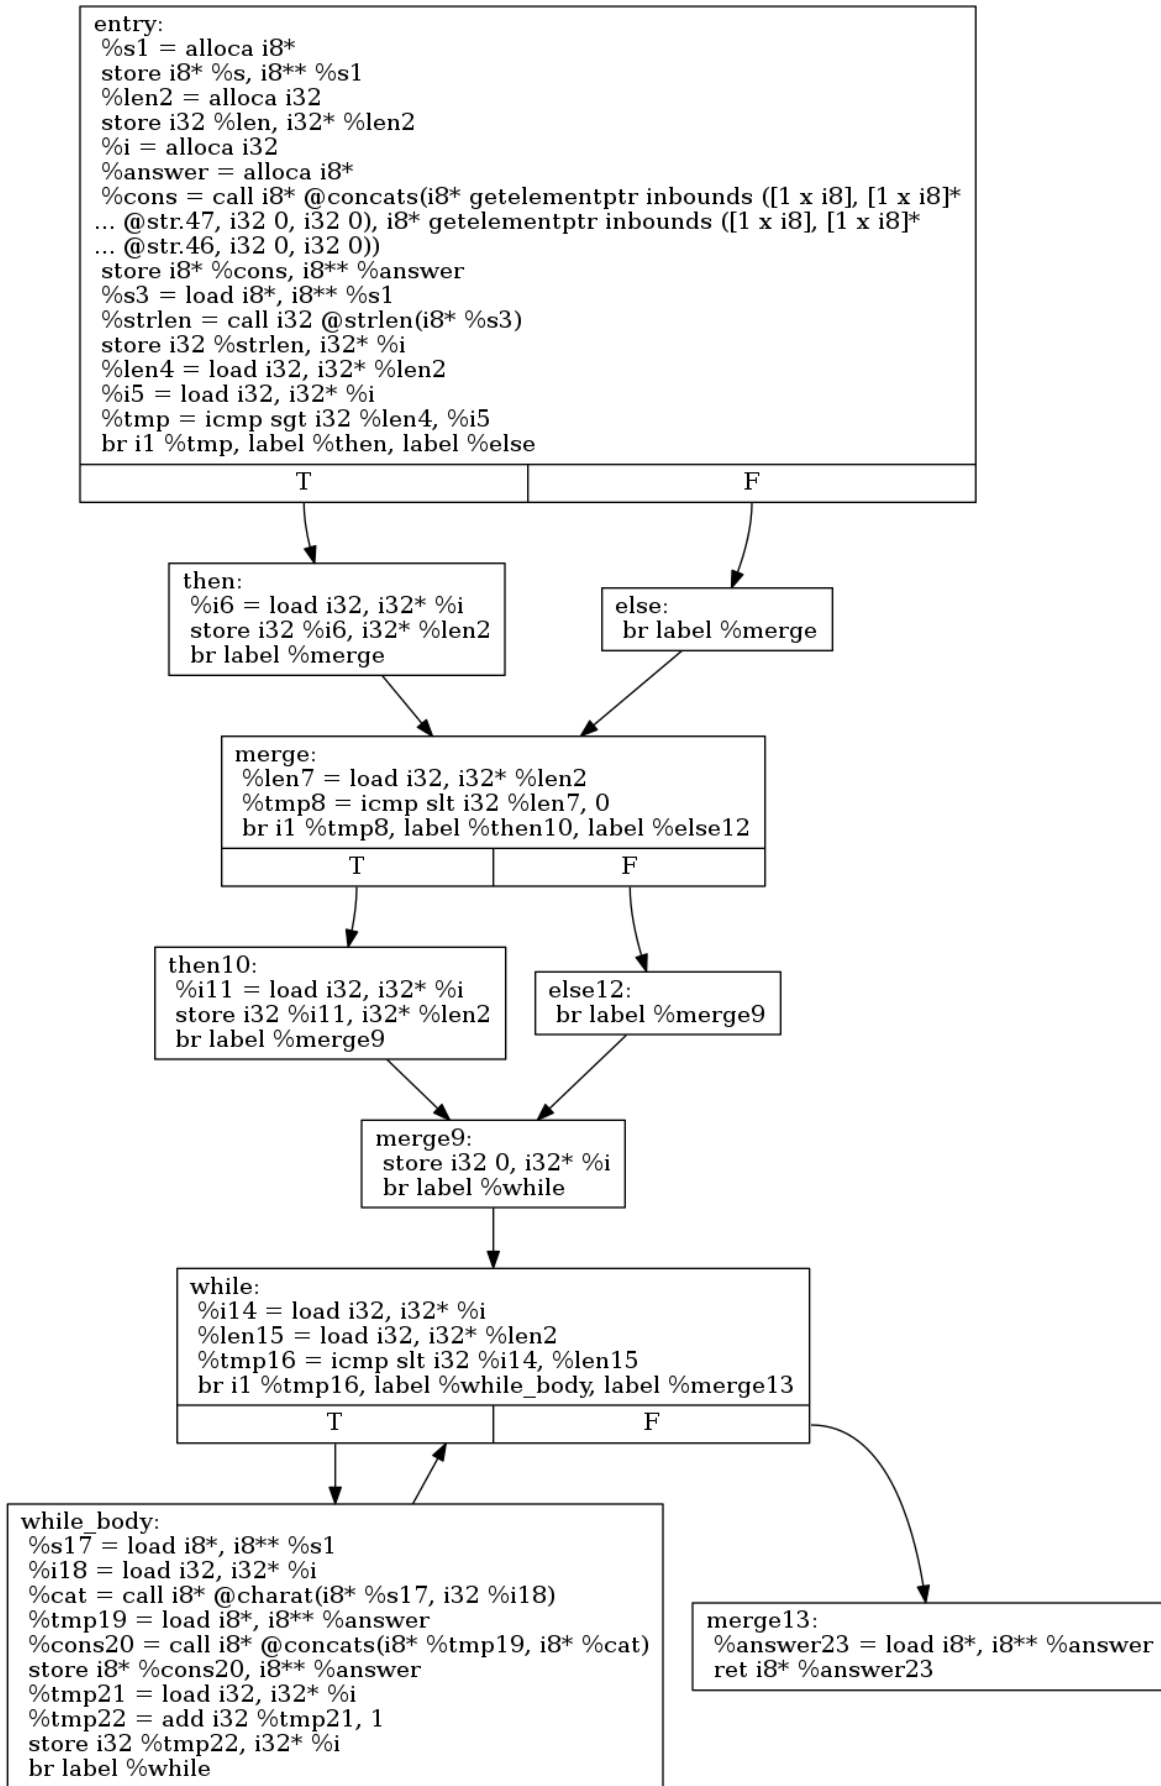 entry:
%s1 = alloca i8*
store i8* %s, i8** %s1
%len2 = alloca i32
store i32 %len, i32* %len2
%i = alloca i32
%answer = alloca i8*
%cons = call i8* @concats(i8* getelementptr inbounds ([1 x i8], [1 x i8]*
... @str.47, i32 0, i32 0), i8* getelementptr inbounds ([1 x i8], [1 x i8]*
... @str.46, i32 0, i32 0))
store i8* %cons, i8** %answer
%s3 = load i8*, i8** %s1
%strlen = call i32 @strlen(i8* %s3)
store i32 %strlen, i32* %i
%len4 = load i32, i32* %len2
%i5 = load i32, i32* %i
%tmp = icmp sgt i32 %len4, %i5
br i1 %tmp, label %then, label %else
T
F
then:
%i6 = load i32, i32* %i
store i32 %i6, i32* %len2
br label %merge
else:
br label %merge
merge:
%len7 = load i32, i32* %len2
%tmp8 = icmp slt i32 %len7, 0
br i1 %tmp8, label %then10, label %else12
T
F
then10:
%i11 = load i32, i32* %i
store i32 %i11, i32* %len2
br label %merge9
else12:
br label %merge9
merge9:
store i32 0, i32* %i
br label %while
while:
%i14 = load i32, i32* %i
%len15 = load i32, i32* %len2
%tmp16 = icmp slt i32 %i14, %len15
br i1 %tmp16, label %while_body, label %merge13
T
F
while_body:
%s17 = load i8*, i8** %s1
%i18 = load i32, i32* %i
%cat = call i8* @charat(i8* %s17, i32 %i18)
%tmp19 = load i8*, i8** %answer
%cons20 = call i8* @concats(i8* %tmp19, i8* %cat)
store i8* %cons20, i8** %answer
%tmp21 = load i32, i32* %i
%tmp22 = add i32 %tmp21, 1
store i32 %tmp22, i32* %i
br label %while
merge13:
%answer23 = load i8*, i8** %answer
ret i8* %answer23